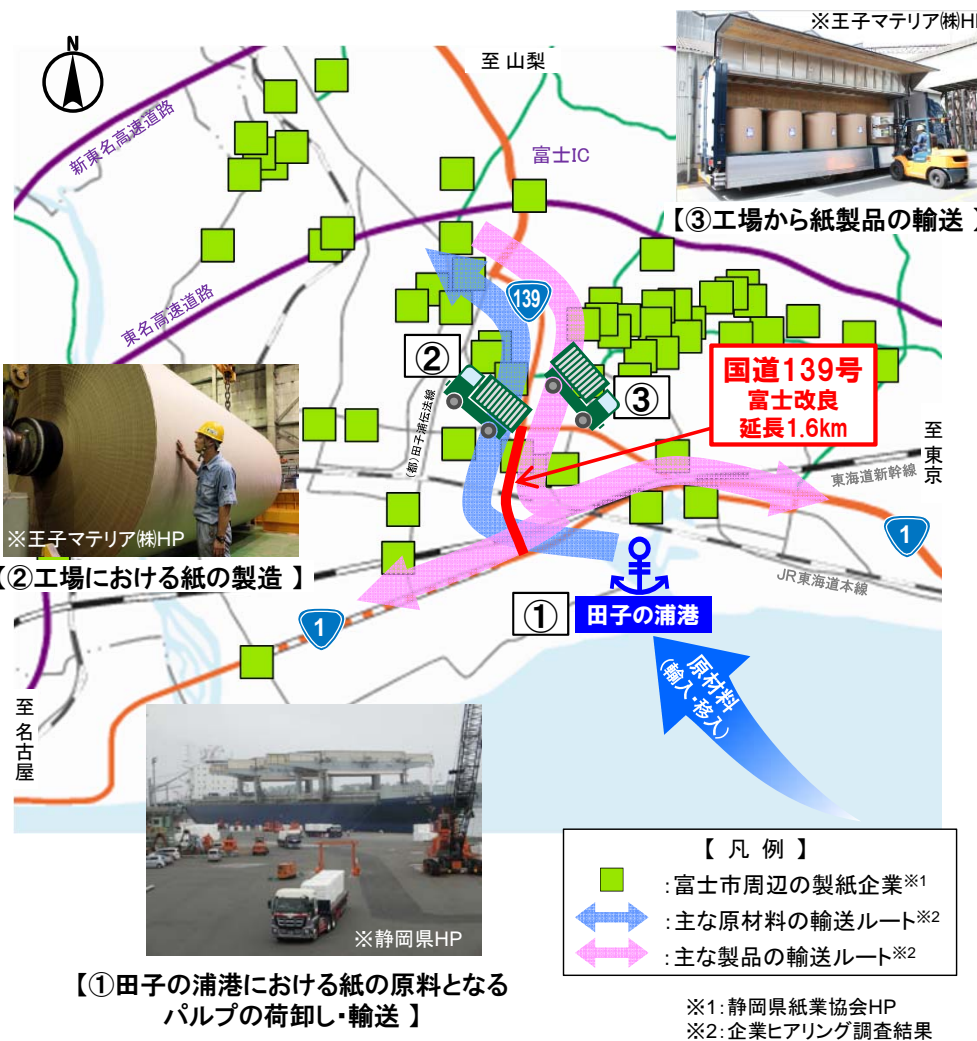 ※王子マテリア(株)HP
N
至 山梨
新東名高速道路
富士IC
【③工場から紙製品の輸送 】
139
東名高速道路
②
③
国道139号
富士改良
延長1.6km
(都)田子浦伝法線
至 東京
東海道新幹線
※王子マテリア(株)HP
【②工場における紙の製造 】
1
JR東海道本線
①
田子の浦港
1
原材料
(輸入・移入)
至 名古屋
※静岡県HP
【①田子の浦港における紙の原料となる
パルプの荷卸し・輸送 】
【 凡 例 】
:富士市周辺の製紙企業※1
:主な原材料の輸送ルート※2
:主な製品の輸送ルート※2
※1:静岡県紙業協会HP
※2:企業ヒアリング調査結果